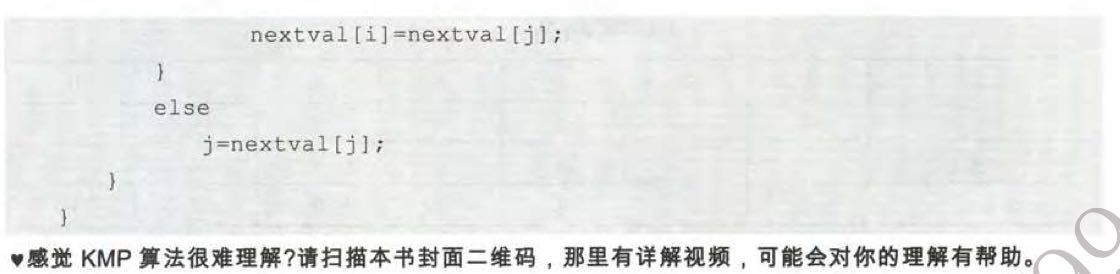 nextval[i]=nextval[j];
}
else
j=nextval[j];
}
}
♥感觉 KMP 算法很难理解?请扫描本书封面二维码，那里有详解视频，可能会对你的理解有帮助。